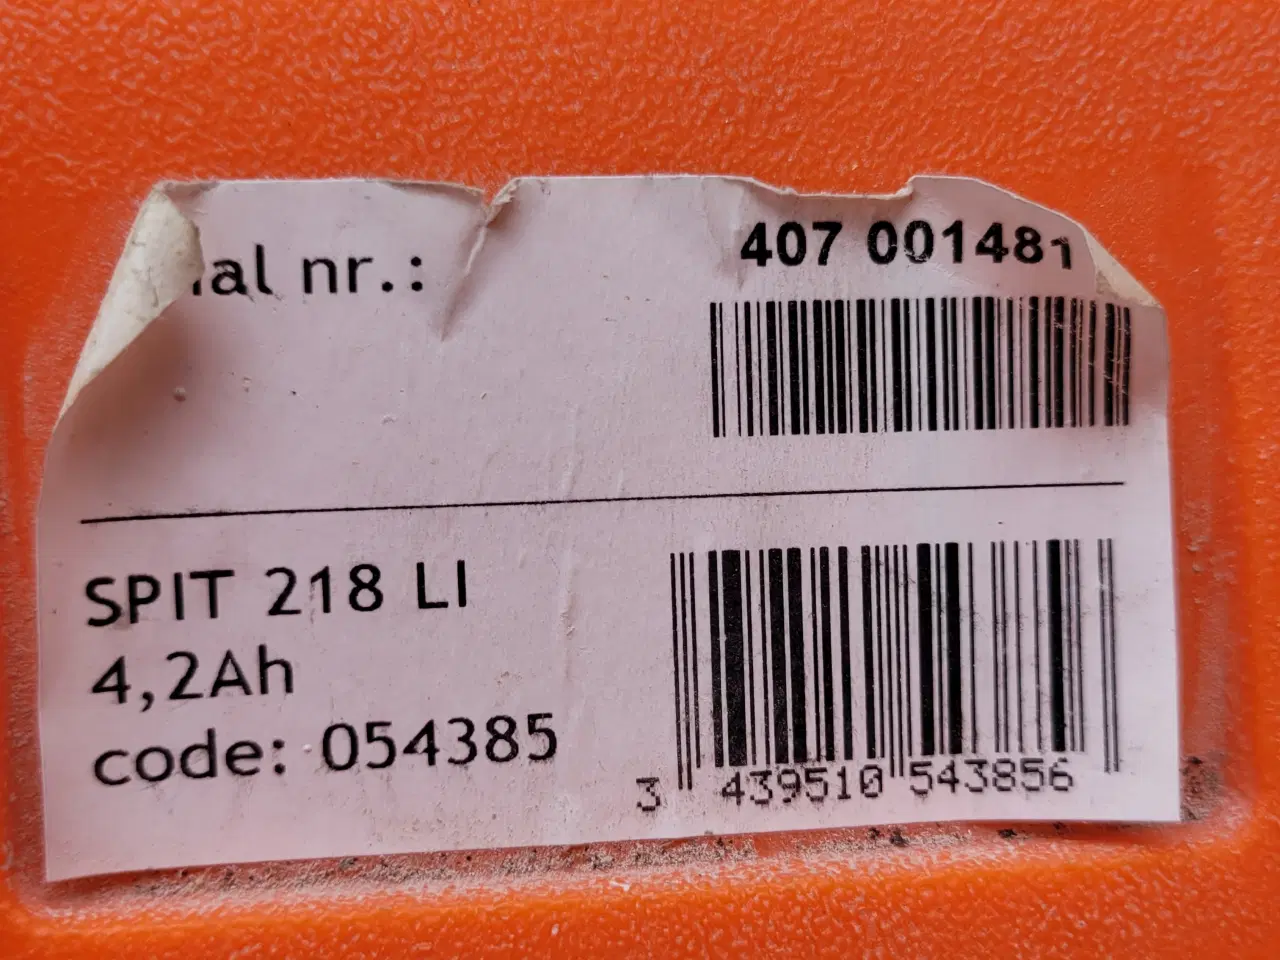 ial nr.: 407 001481
SPIT 218 LI
4,2Ah
code: 054385
3 439510 543856